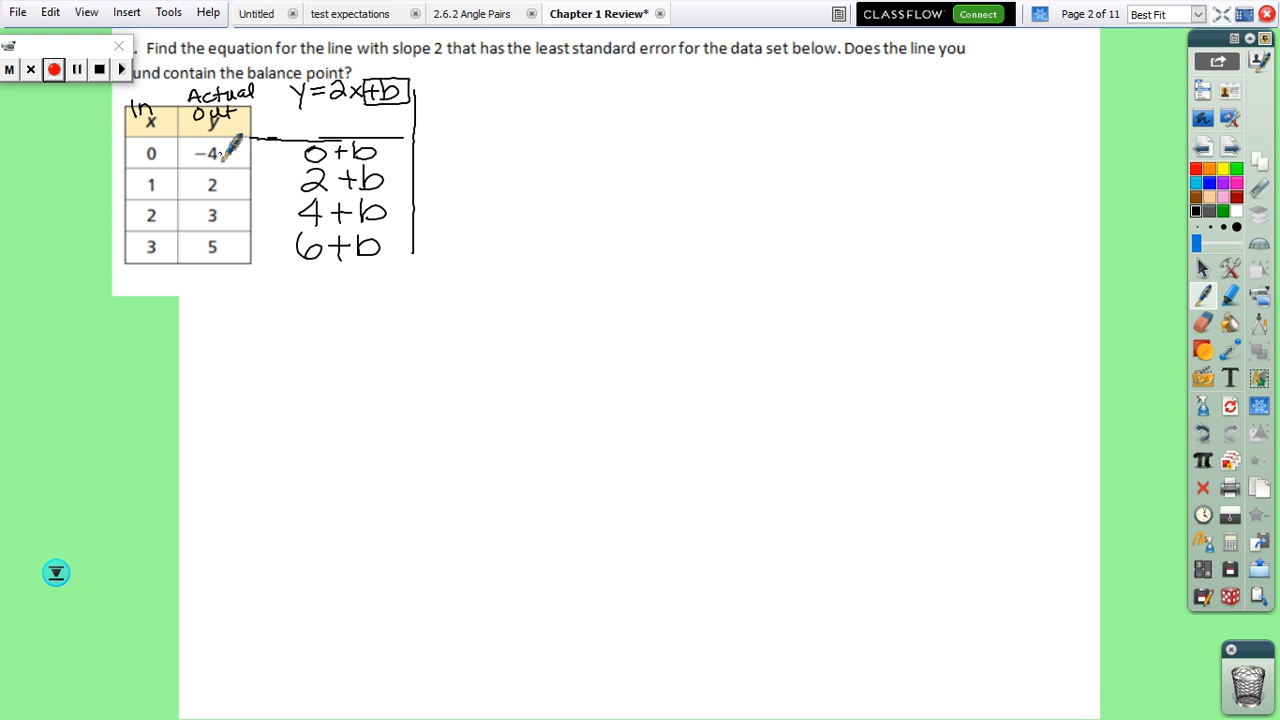 File Edit View Insert Tools Help
Untitled
test expectations
2.6.2 Angle Pairs
Chapter 1 Review*
CLASSFLOW Connect
Page 2 of 11
Best Fit
. Find the equation for the line with slope 2 that has the least standard error for the data set below. Does the line you
und contain the balance point?
M
In Actual out y=2x+b
x y
0 −4 0+b
1 2 2+b
2 3 4+b
3 5 6+b
T
π